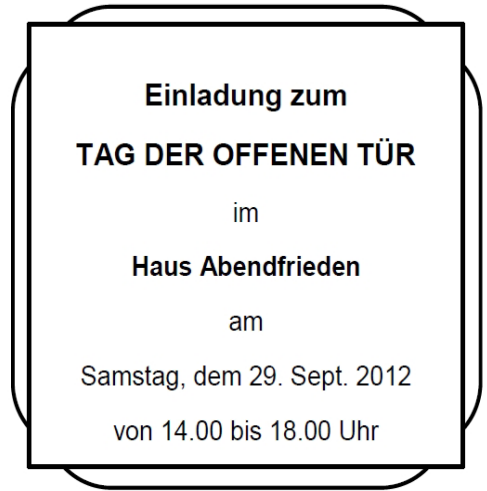 Einladung zum
TAG DER OFFENEN TÜR
im
Haus Abendfrieden
am
Samstag, dem 29. Sept. 2012
von 14.00 bis 18.00 Uhr